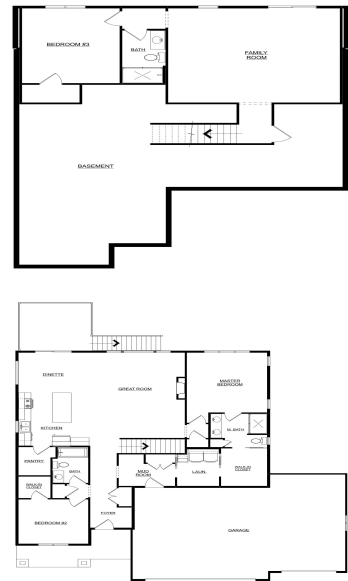 BEDROOM #3
BATH
FAMILY
ROOM
BASEMENT
DINETTE
GREAT ROOM
MASTER
BEDROOM
KITCHEN
M. BATH
PANTRY
BATH
MUD
ROOM
LAUN.
WALK-IN
CLOSET
WALK-IN
CLOSET
BEDROOM #2
FOYER
GARAGE